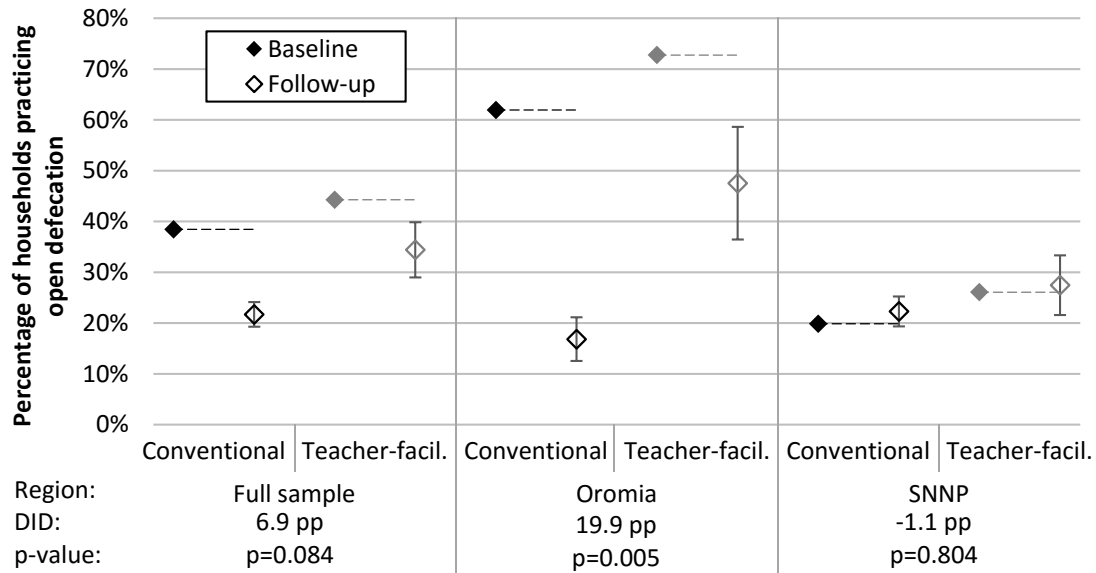 Percentage of households practicing
open defecation
80%
70%
60%
50%
40%
30%
20%
10%
0%
Baseline
Follow-up
Conventional Teacher-facil. Conventional Teacher-facil. Conventional Teacher-facil.
Region: Full sample Oromia SNNP
DID: 6.9 pp 19.9 pp -1.1 pp
p-value: p=0.084 p=0.005 p=0.804